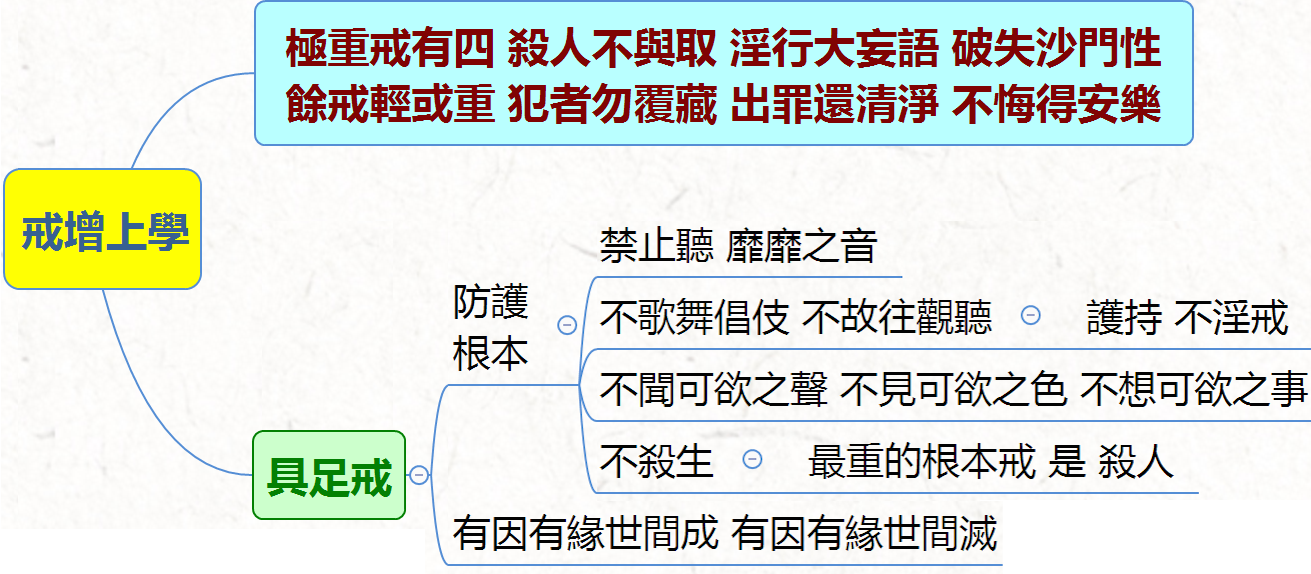 極重戒有四 殺人不與取 淫行大妄語 破失沙門性
餘戒輕或重 犯者勿覆藏 出罪還清淨 不悔得安樂
戒增上學
具足戒
防護
根本
禁止聽 靡靡之音
不歌舞倡伎 不故往觀聽
護持 不淫戒
不聞可欲之聲 不見可欲之色 不想可欲之事
不殺生
最重的根本戒 是 殺人
有因有緣世間成 有因有緣世間滅